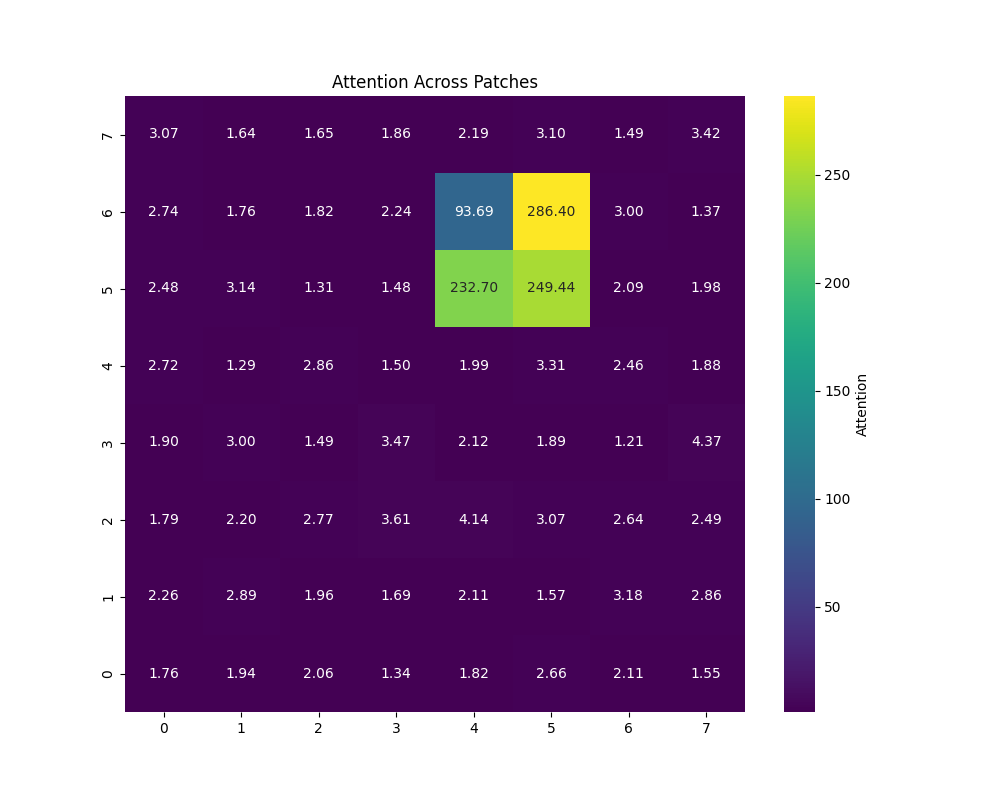 Attention Across Patches
7 3.07 1.64 1.65 1.86 2.19 3.10 1.49 3.42
6 2.74 1.76 1.82 2.24 93.69 286.40 3.00 1.37
5 2.48 3.14 1.31 1.48 232.70 249.44 2.09 1.98
4 2.72 1.29 2.86 1.50 1.99 3.31 2.46 1.88
3 1.90 3.00 1.49 3.47 2.12 1.89 1.21 4.37
2 1.79 2.20 2.77 3.61 4.14 3.07 2.64 2.49
1 2.26 2.89 1.96 1.69 2.11 1.57 3.18 2.86
0 1.76 1.94 2.06 1.34 1.82 2.66 2.11 1.55
0 1 2 3 4 5 6 7
250
200
150
100
50
Attention